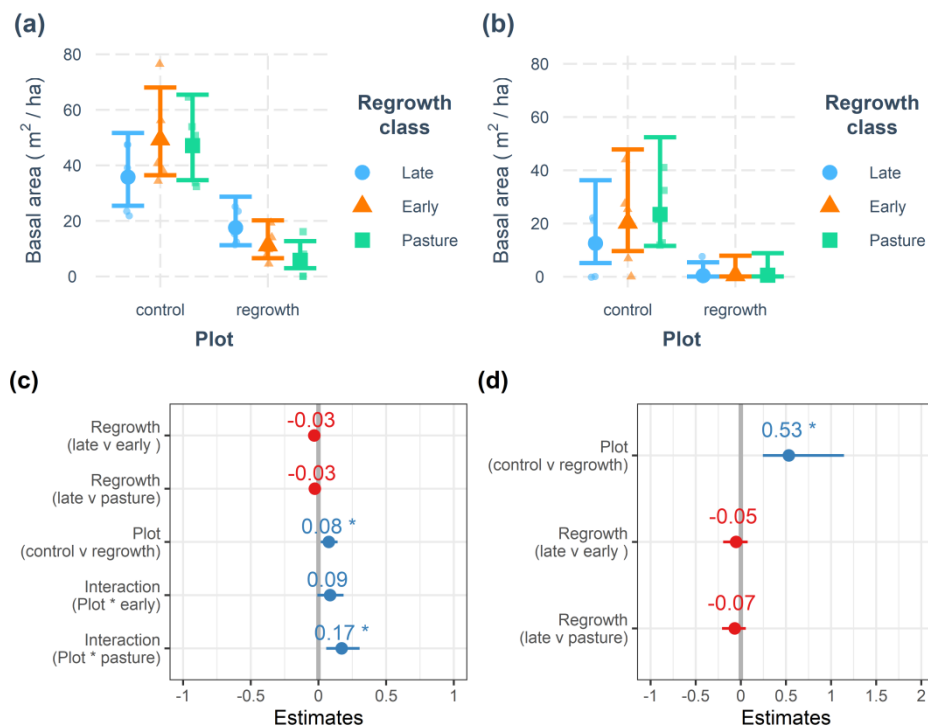 (a)
Basal area ( m² / ha)
80
60
40
20
0
control
regrowth
Plot
Regrowth
class
Late
Early
Pasture
(b)
Basal area ( m² / ha)
80
60
40
20
0
control
regrowth
Plot
Regrowth
class
Late
Early
Pasture
(c)
Regrowth
(late v early )
Regrowth
(late v pasture)
Plot
(control v regrowth)
Interaction
(Plot * early)
Interaction
(Plot * pasture)
-0.03
-0.03
0.08 *
0.09
0.17 *
-1
-0.5
0
0.5
1
Estimates
(d)
Plot
(control v regrowth)
Regrowth
(late v early )
Regrowth
(late v pasture)
0.53 *
-0.05
-0.07
-1
-0.5
0
0.5
1
1.5
2
Estimates